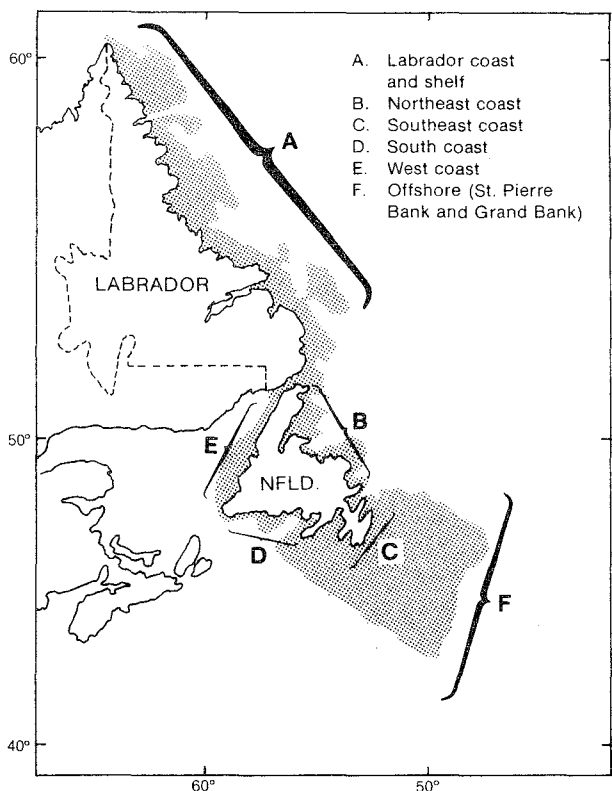 60°
A. Labrador coast
and shelf
B. Northeast coast
C. Southeast coast
D. South coast
E. West coast
F. Offshore (St. Pierre
Bank and Grand Bank)
A
LABRADOR
50°
B
E
NFLD.
D
C
F
40°
60°
50°